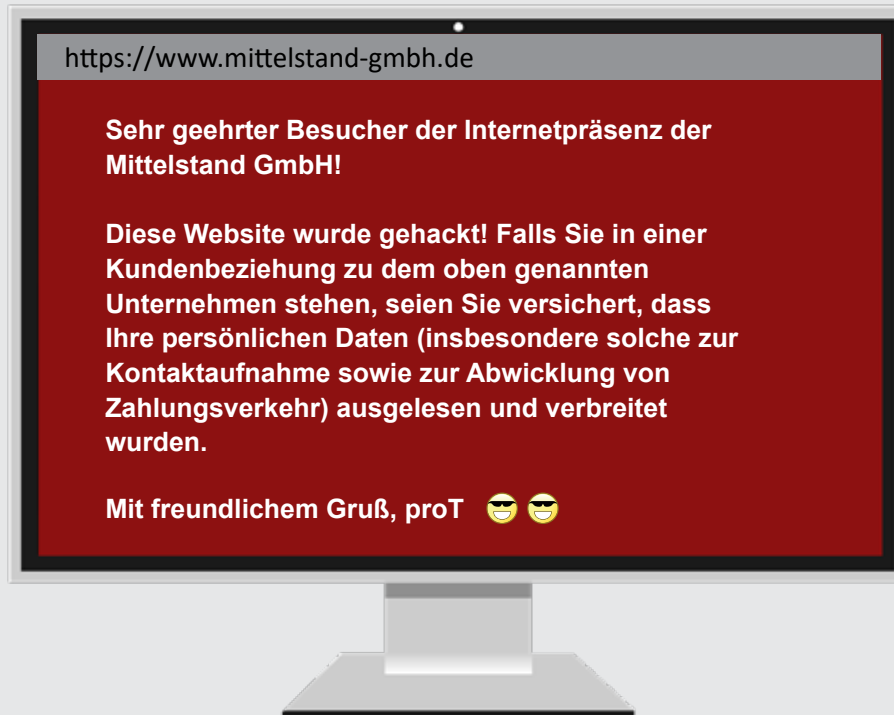 https://www.mittelstand-gmbh.de
Sehr geehrter Besucher der Internetpräsenz der
Mittelstand GmbH!
Diese Website wurde gehackt! Falls Sie in einer
Kundenbeziehung zu dem oben genannten
Unternehmen stehen, seien Sie versichert, dass
Ihre persönlichen Daten (insbesondere solche zur
Kontaktaufnahme sowie zur Abwicklung von
Zahlungsverkehr) ausgelesen und verbreitet
wurden.
Mit freundlichem Gruß, proT